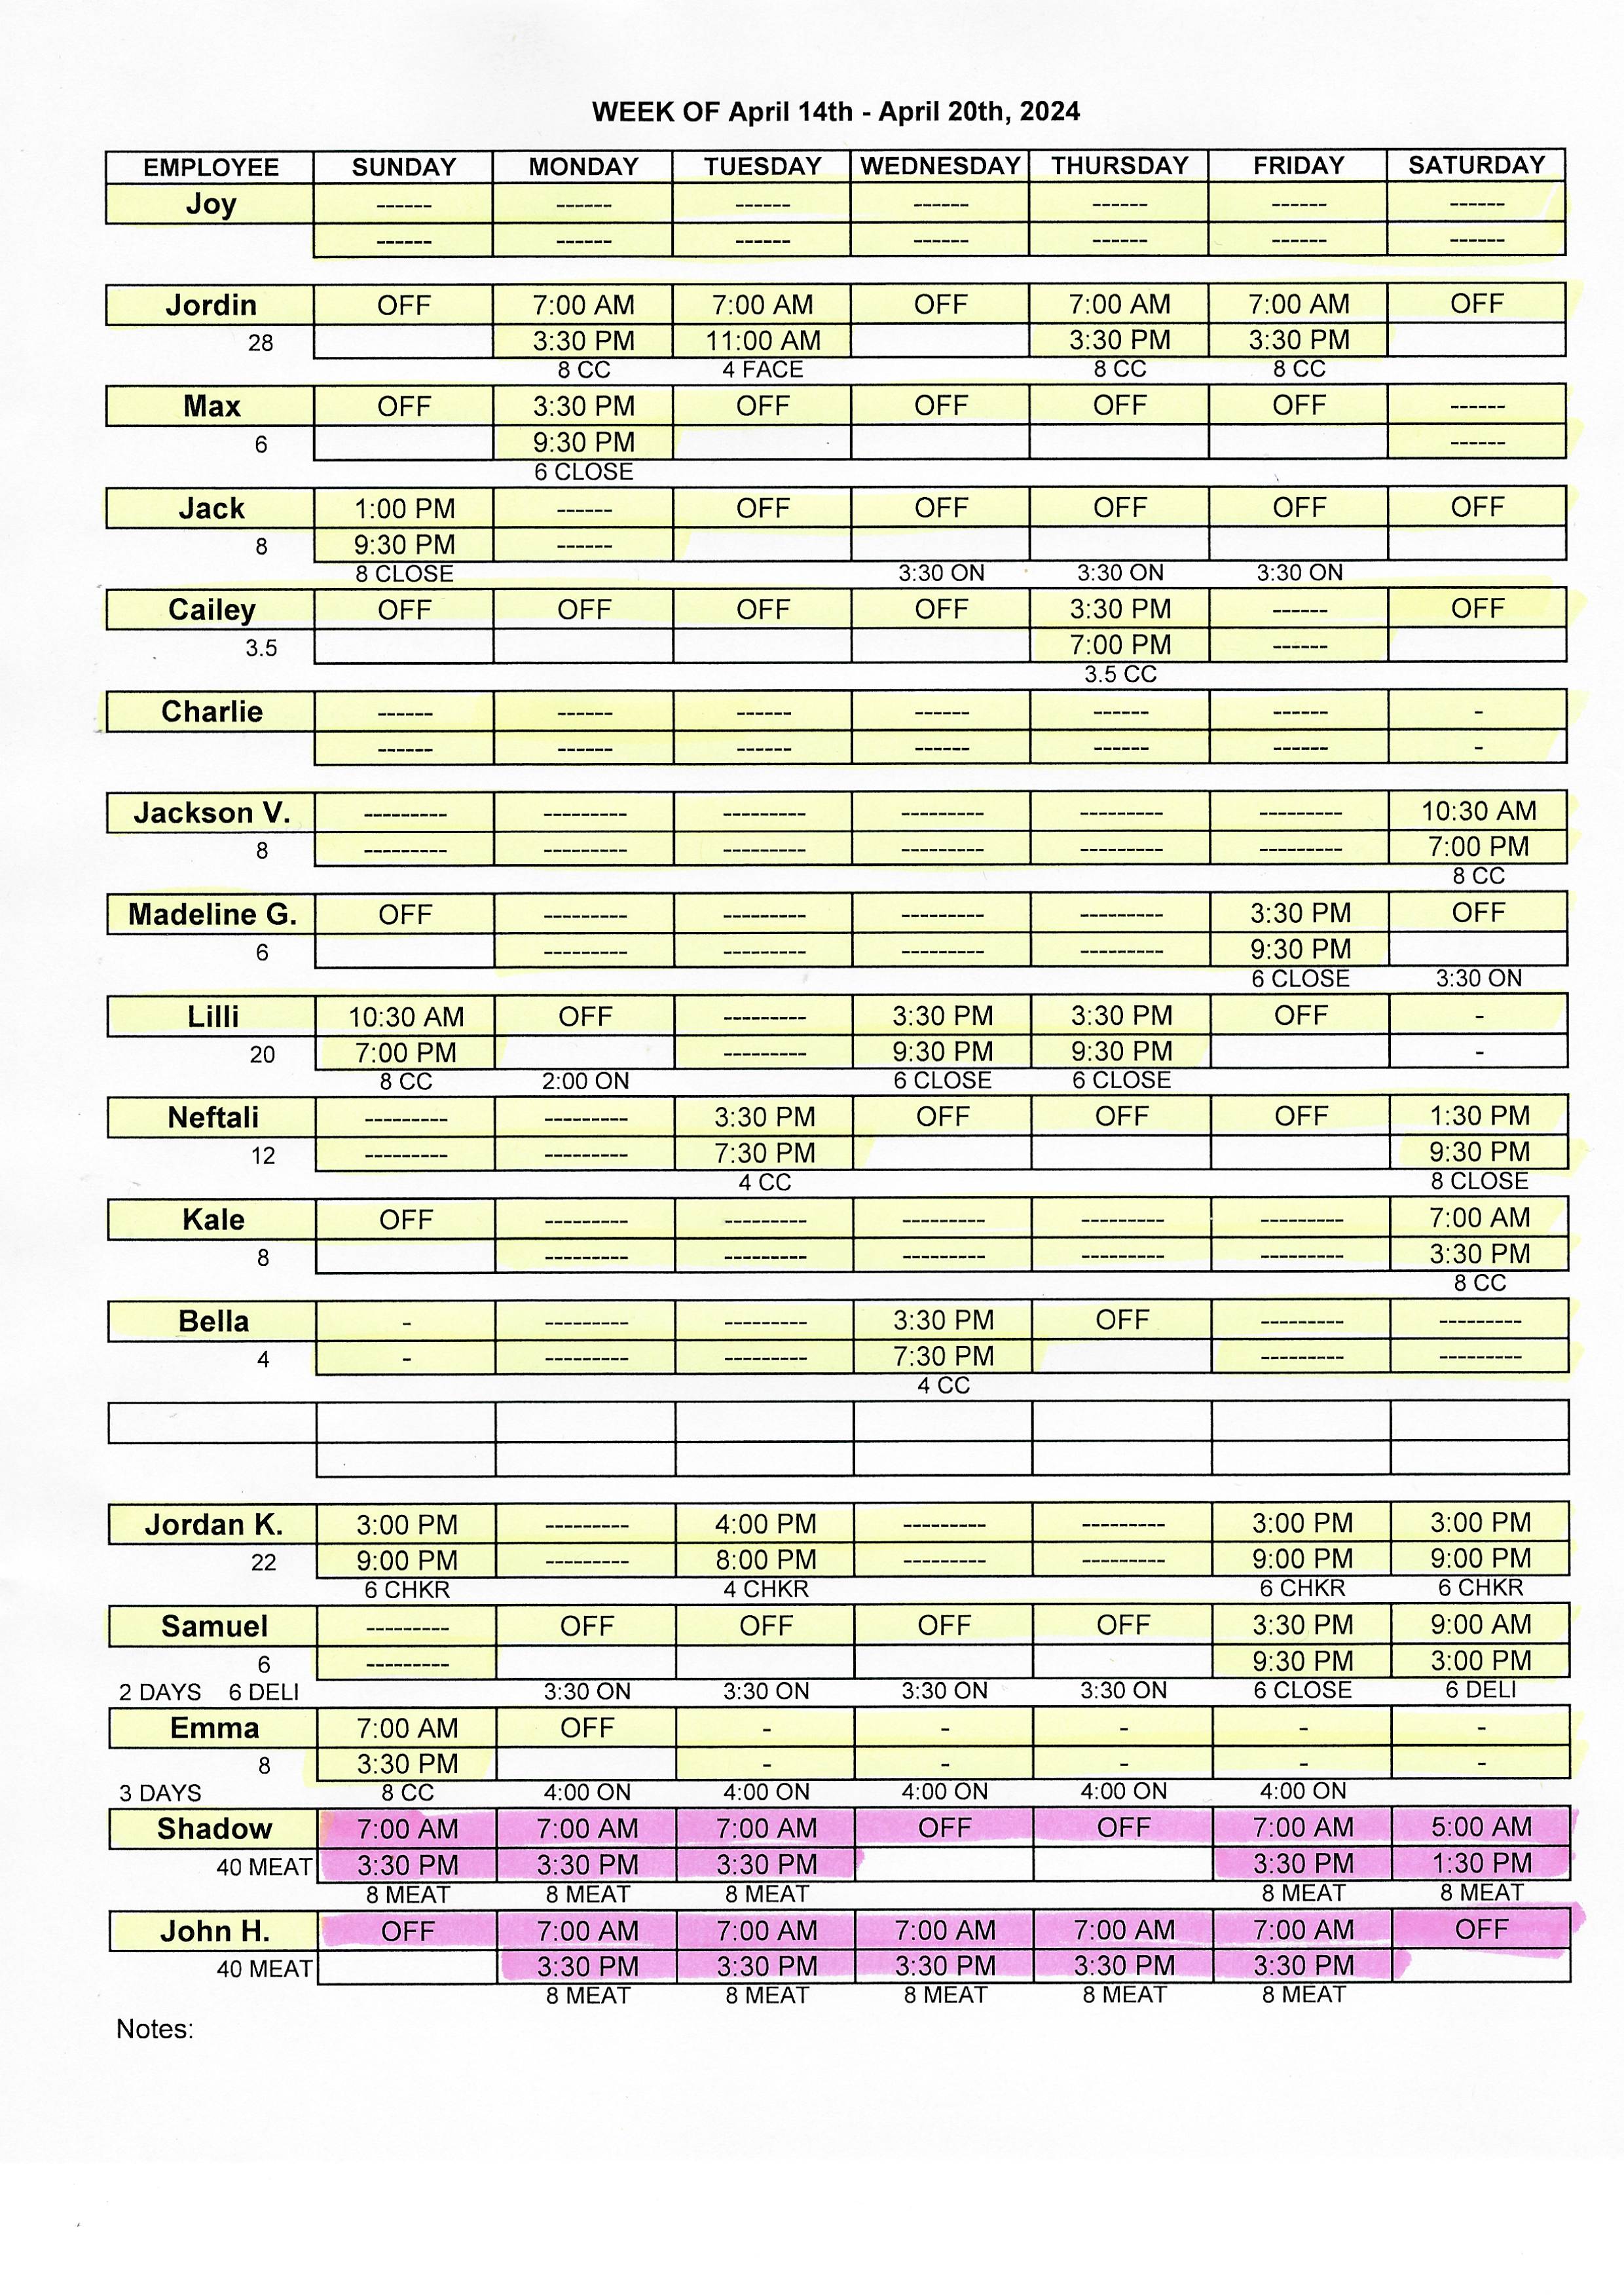 WEEK OF April 14th - April 20th, 2024
EMPLOYEE SUNDAY MONDAY TUESDAY WEDNESDAY THURSDAY FRIDAY SATURDAY
Joy ------ ------ ------ ------ ------ ------ ------
------ ------ ------ ------ ------ ------ ------
Jordin OFF 7:00 AM 7:00 AM OFF 7:00 AM 7:00 AM OFF
28 3:30 PM 11:00 AM 3:30 PM 3:30 PM
8 CC 4 FACE 8 CC 8 CC
Max OFF 3:30 PM OFF OFF OFF OFF ------
6 9:30 PM ------
6 CLOSE
Jack 1:00 PM ------ OFF OFF OFF OFF OFF
8 9:30 PM ------
8 CLOSE 3:30 ON 3:30 ON 3:30 ON
Cailey OFF OFF OFF OFF 3:30 PM ------ OFF
3.5 7:00 PM ------
3.5 CC
Charlie ------ ------ ------ ------ ------ ------ -
------ ------ ------ ------ ------ ------ -
Jackson V. --------- --------- --------- --------- --------- --------- 10:30 AM
8 --------- --------- --------- --------- --------- --------- 7:00 PM
8 CC
Madeline G. OFF --------- --------- --------- --------- 3:30 PM OFF
6 --------- --------- --------- --------- 9:30 PM
6 CLOSE 3:30 ON
Lilli 10:30 AM OFF --------- 3:30 PM 3:30 PM OFF -
20 7:00 PM --------- 9:30 PM 9:30 PM -
8 CC 2:00 ON 6 CLOSE 6 CLOSE
Neftali --------- --------- 3:30 PM OFF OFF OFF 1:30 PM
12 --------- --------- 7:30 PM 9:30 PM
4 CC 8 CLOSE
Kale OFF --------- --------- --------- --------- --------- 7:00 AM
8 --------- --------- --------- --------- --------- 3:30 PM
8 CC
Bella - --------- --------- 3:30 PM OFF --------- ---------
4 - --------- --------- 7:30 PM --------- ---------
4 CC
Jordan K. 3:00 PM --------- 4:00 PM --------- --------- 3:00 PM 3:00 PM
22 9:00 PM --------- 8:00 PM --------- --------- 9:00 PM 9:00 PM
6 CHKR 4 CHKR 6 CHKR 6 CHKR
Samuel --------- OFF OFF OFF OFF 3:30 PM 9:00 AM
6 --------- 9:30 PM 3:00 PM
2 DAYS 6 DELI 3:30 ON 3:30 ON 3:30 ON 3:30 ON 6 CLOSE 6 DELI
Emma 7:00 AM OFF - - - - -
8 3:30 PM - - - - -
3 DAYS 8 CC 4:00 ON 4:00 ON 4:00 ON 4:00 ON 4:00 ON
Shadow 7:00 AM 7:00 AM 7:00 AM OFF OFF 7:00 AM 5:00 AM
40 MEAT 3:30 PM 3:30 PM 3:30 PM 3:30 PM 1:30 PM
8 MEAT 8 MEAT 8 MEAT 8 MEAT 8 MEAT
John H. OFF 7:00 AM 7:00 AM 7:00 AM 7:00 AM 7:00 AM OFF
40 MEAT 3:30 PM 3:30 PM 3:30 PM 3:30 PM 3:30 PM
8 MEAT 8 MEAT 8 MEAT 8 MEAT 8 MEAT
Notes: